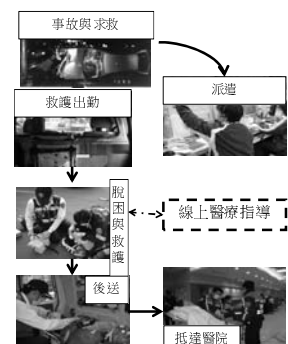 事故與求救
派遣
救護出勤
脫困與救護
線上醫療指導
後送
抵達醫院